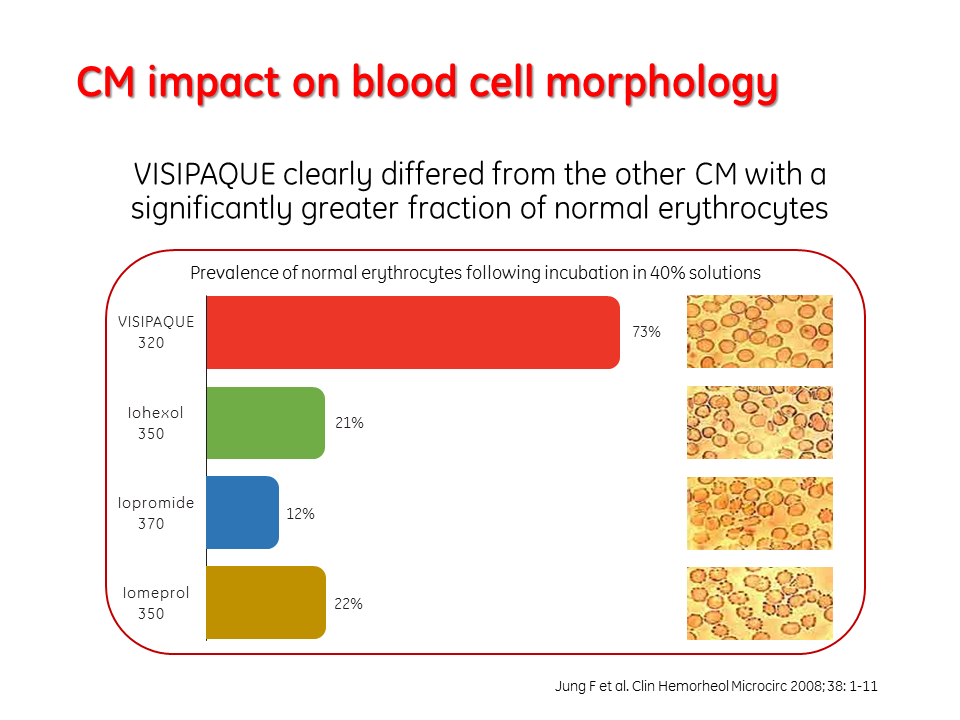 CM impact on blood cell morphology
VISIPAQUE clearly differed from the other CM with a
significantly greater fraction of normal erythrocytes
Prevalence of normal erythrocytes following incubation in 40% solutions
VISIPAQUE
320
73%
Iohexol
350
21%
Iopromide
370
12%
Iomeprol
350
22%
Jung F et al. Clin Hemorheol Microcirc 2008; 38: 1-11